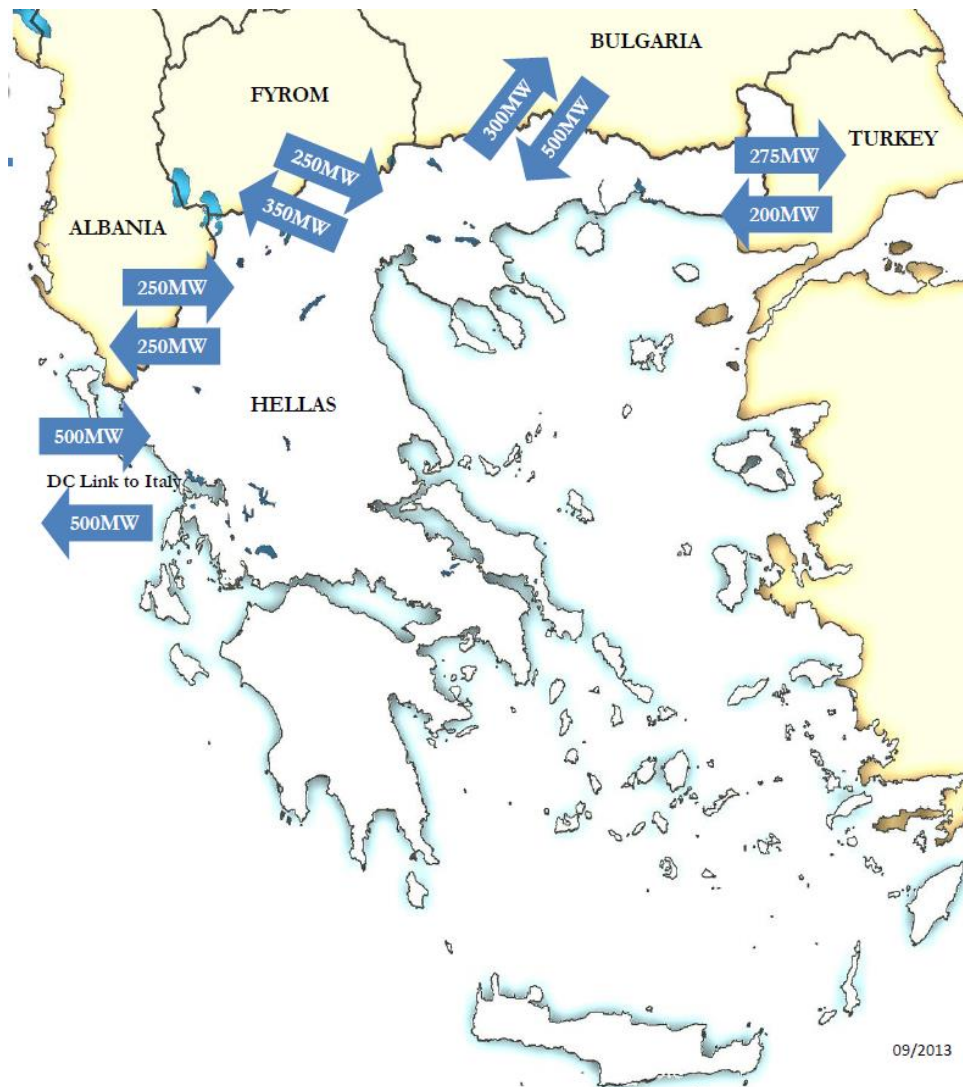 BULGARIA
FYROM
300MW
500MW
TURKEY
275MW
250MW
350MW
200MW
ALBANIA
250MW
250MW
HELLAS
500MW
DC Link to Italy
500MW
09/2013